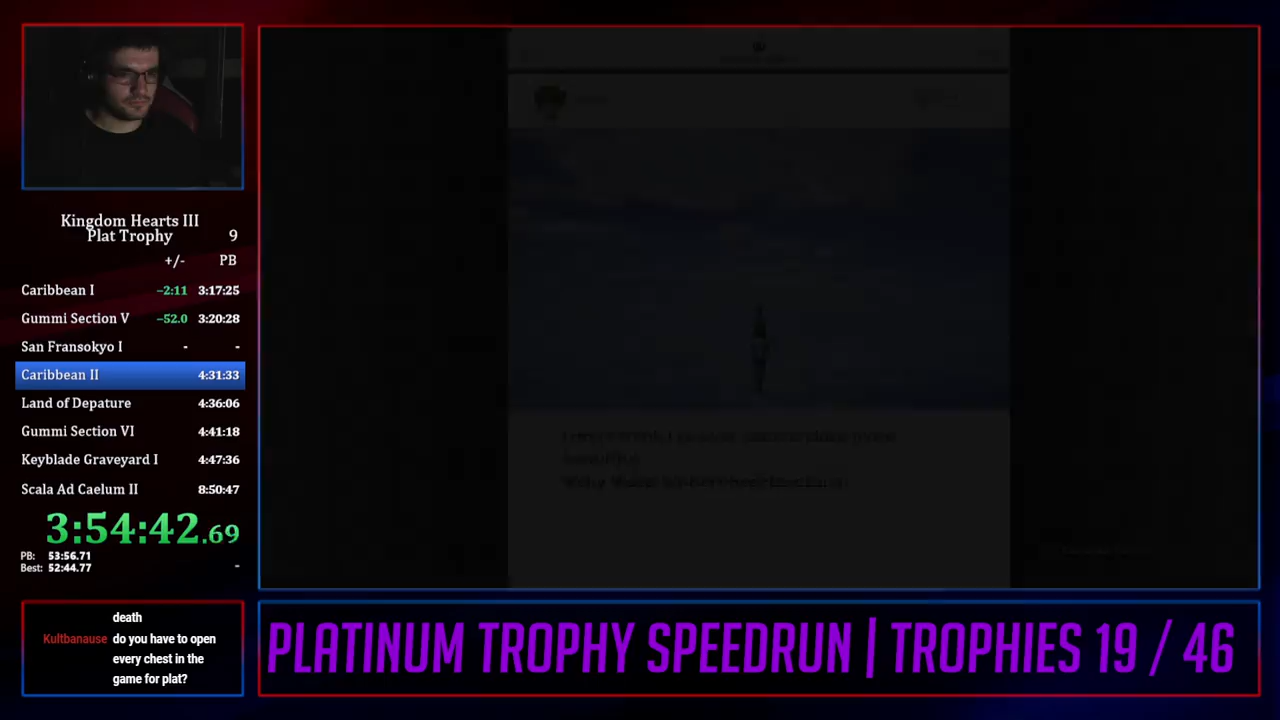 Kingdom Hearts III
Plat Trophy 9
+/- PB
Caribbean I -2:11 3:17:25
Gummi Section V -52.0 3:20:28
San Fransokyo I - -
Caribbean II 4:31:33
Land of Depature 4:36:06
Gummi Section VI 4:41:18
Keyblade Graveyard I 4:47:36
Scala Ad Caelum II 8:50:47
3:54:42.69
PB: 53:56.71
Best: 52:44.77 -
death
Kultbanause do you have to open
every chest in the
game for plat?
PLATINUM TROPHY SPEEDRUN | TROPHIES 19 / 46